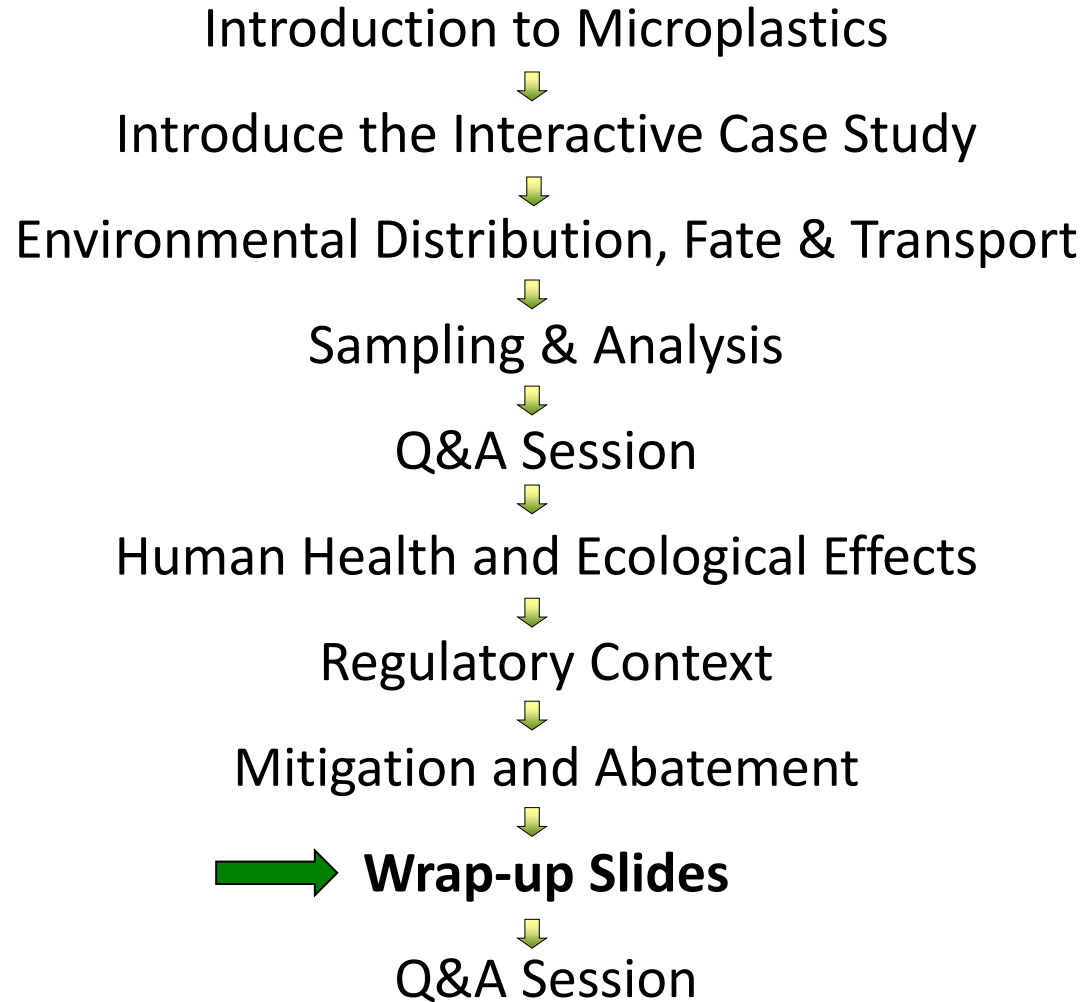 Introduction to Microplastics
Introduce the Interactive Case Study
Environmental Distribution, Fate & Transport
Sampling & Analysis
Q&A Session
Human Health and Ecological Effects
Regulatory Context
Mitigation and Abatement
Wrap-up Slides
Q&A Session